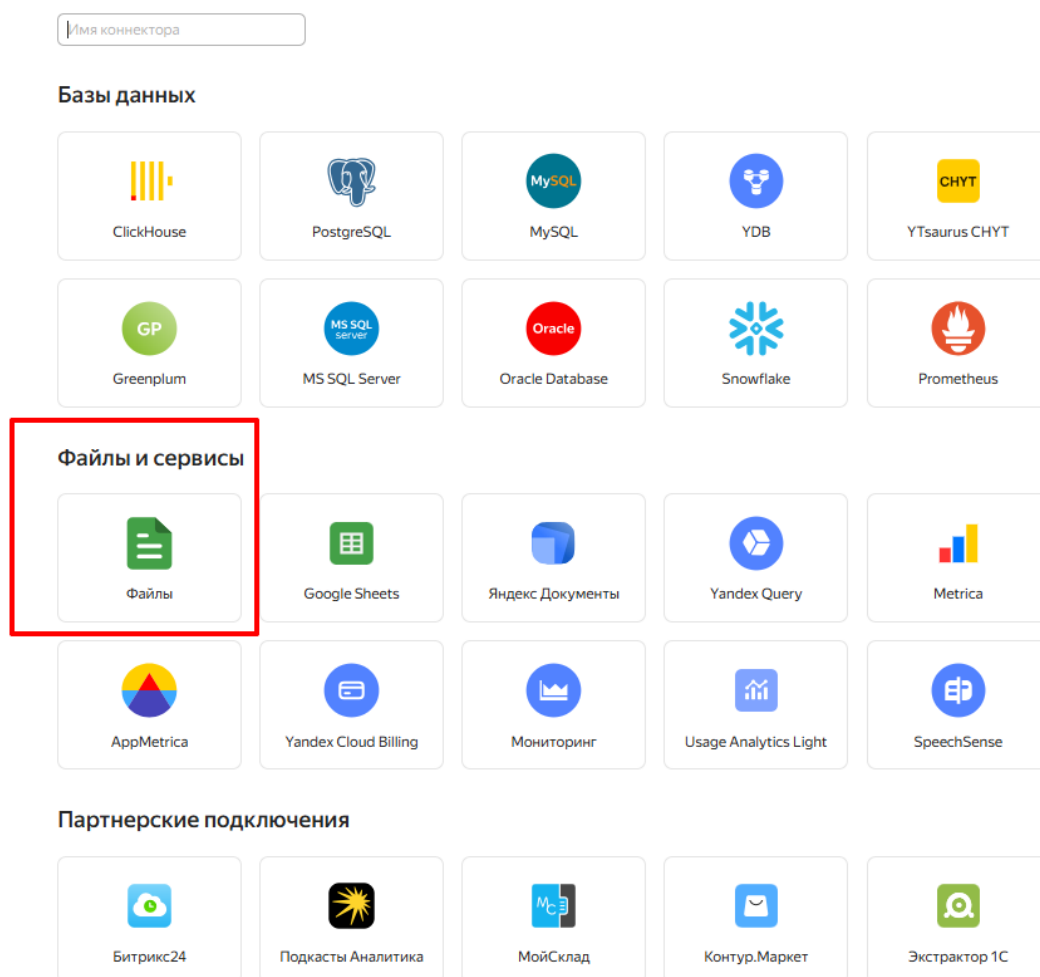 Имя коннектора
Базы данных
MySQL
CHYT
ClickHouse
PostgreSQL
MySQL
YDB
YTsaurus CHYT
GP
MS SQL
server
Oracle
Greenplum
MS SQL Server
Oracle Database
Snowflake
Prometheus
Файлы и сервисы
Файлы
Google Sheets
Яндекс Документы
Yandex Query
Metrica
AppMetrica
Yandex Cloud Billing
Мониторинг
Usage Analytics Light
SpeechSense
Партнерские подключения
МС
Битрикс24
Подкасты Аналитика
МойСклад
Контур.Маркет
Экстрактор 1С